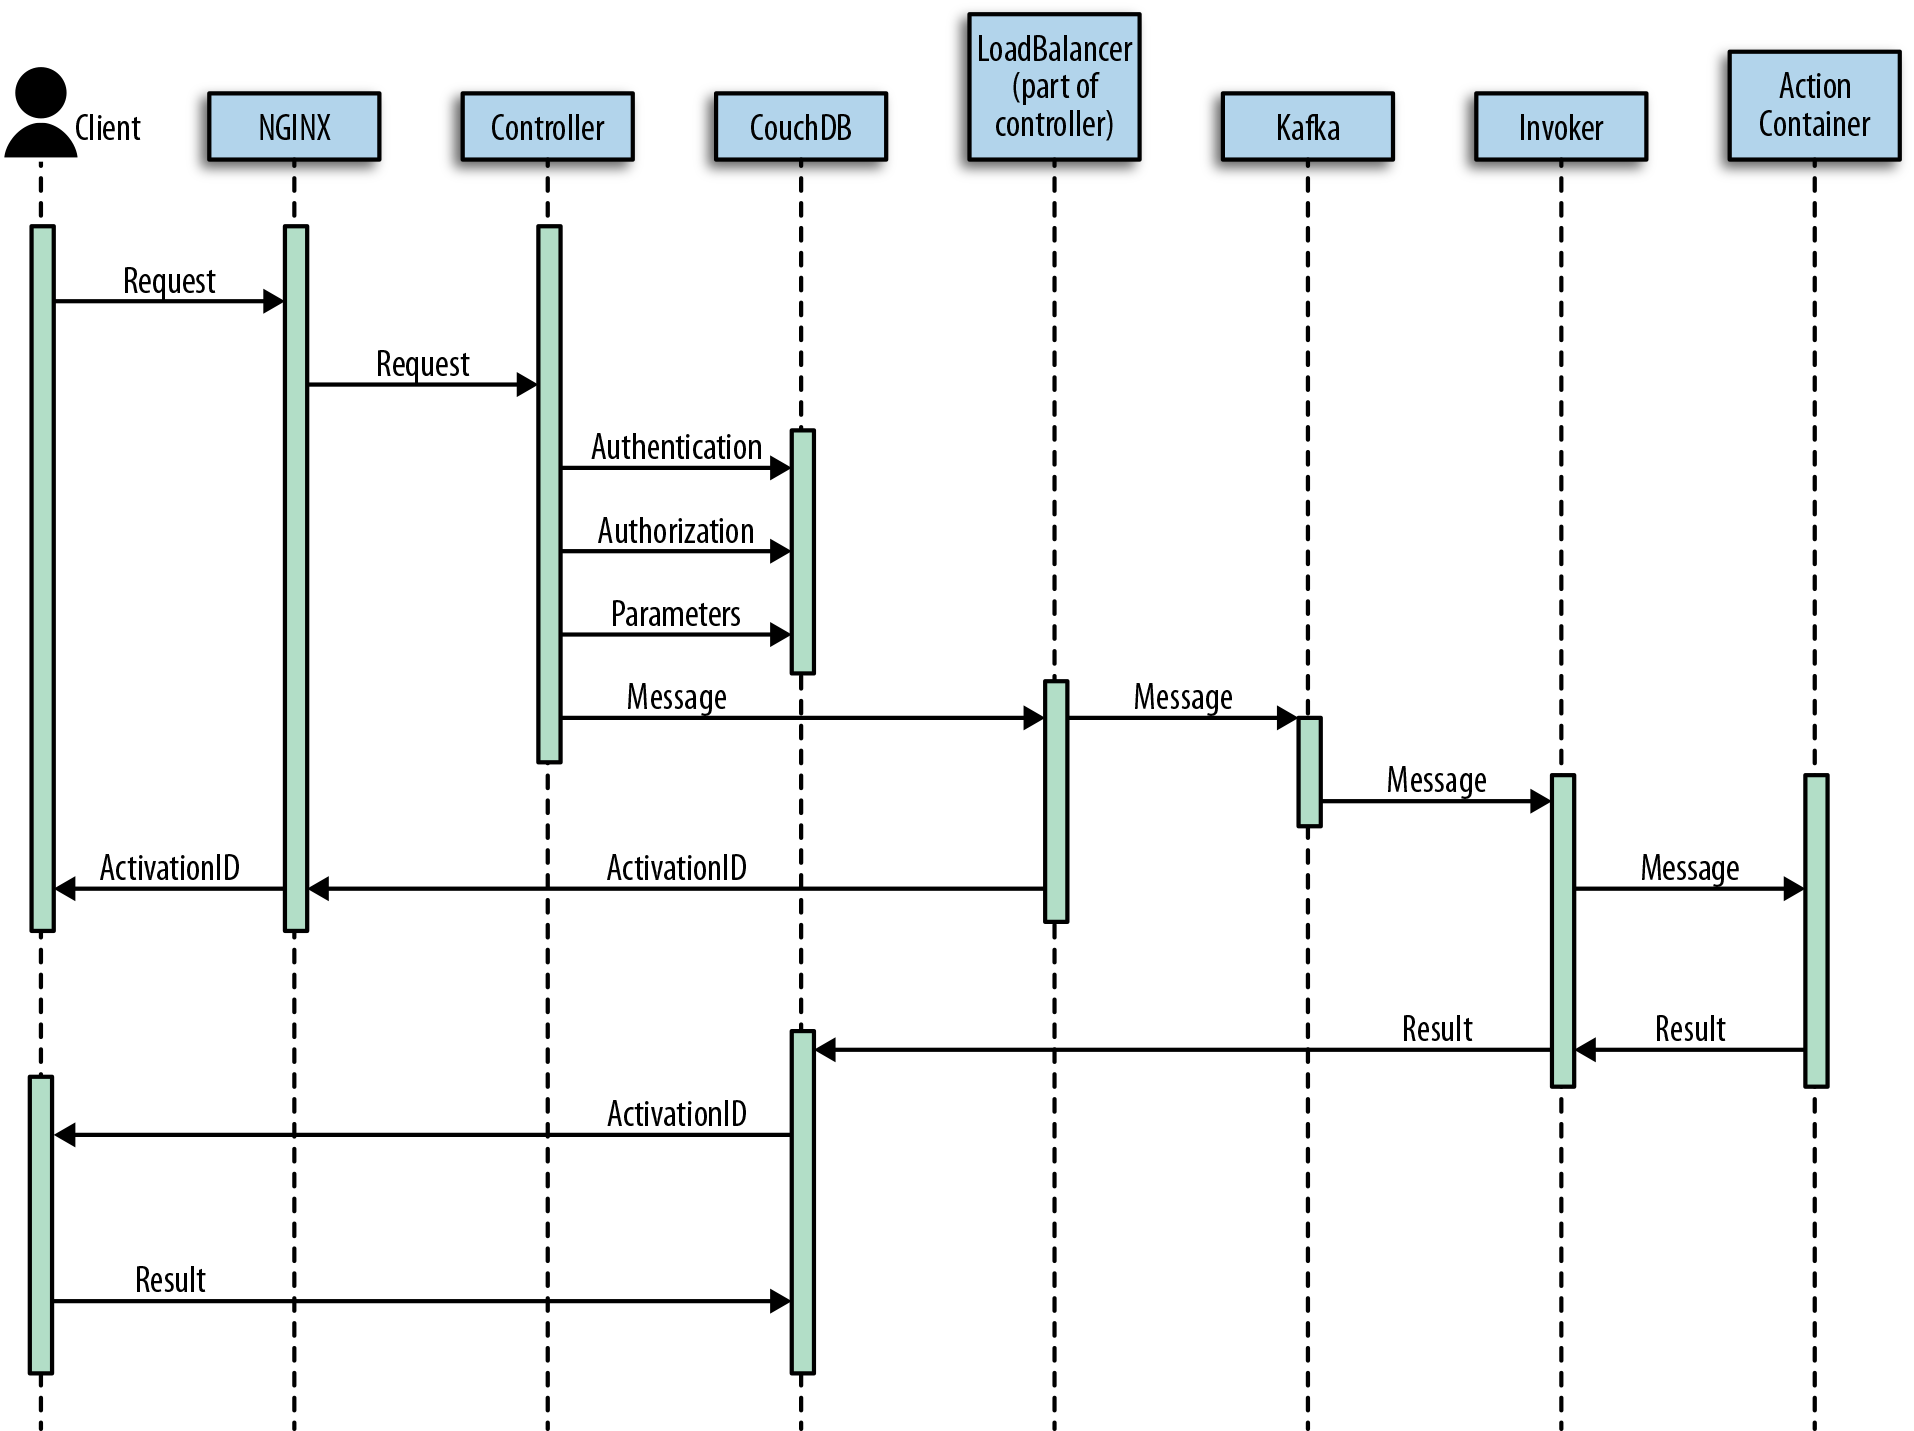 Client
NGINX
Controller
CouchDB
LoadBalancer
(part of
controller)
Kafka
Invoker
Action
Container
Request
Request
Authentication
Authorization
Parameters
Message
Message
Message
ActivationID
ActivationID
Message
Result
Result
ActivationID
Result